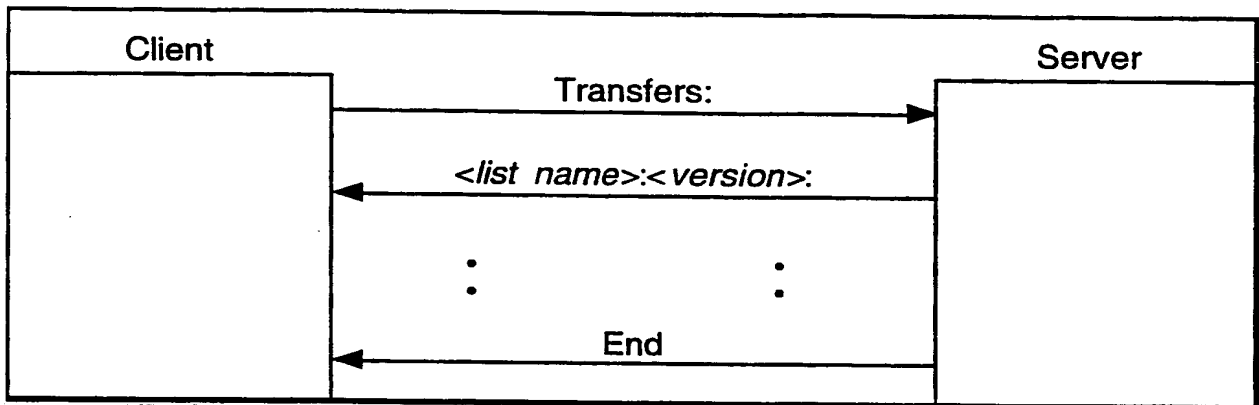 Client
Server
Transfers:
<list name>:<version>:
: :
End